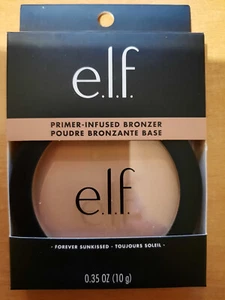 e.l.f.
PRIMER-INFUSED BRONZER
POUDRE BRONZANTE BASE
e.l.f.
· FOREVER SUNKISSED · TOUJOURS SOLEIL ·
0.35 OZ (10 g)